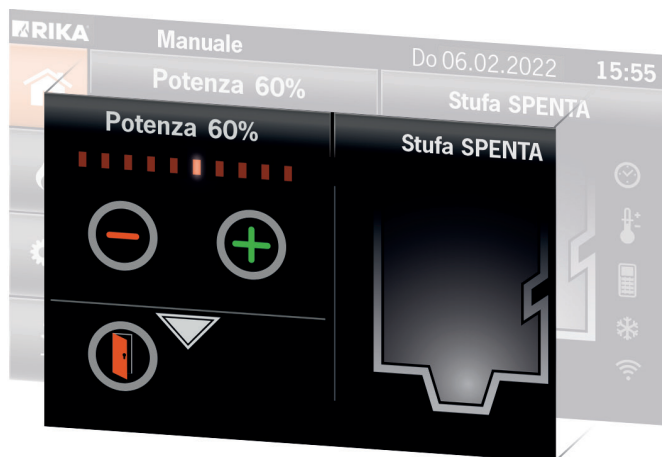 RIKA
Manuale
Do 06.02.2022
15:55
Potenza 60%
Stufa SPENTA
Potenza 60%
Stufa SPENTA